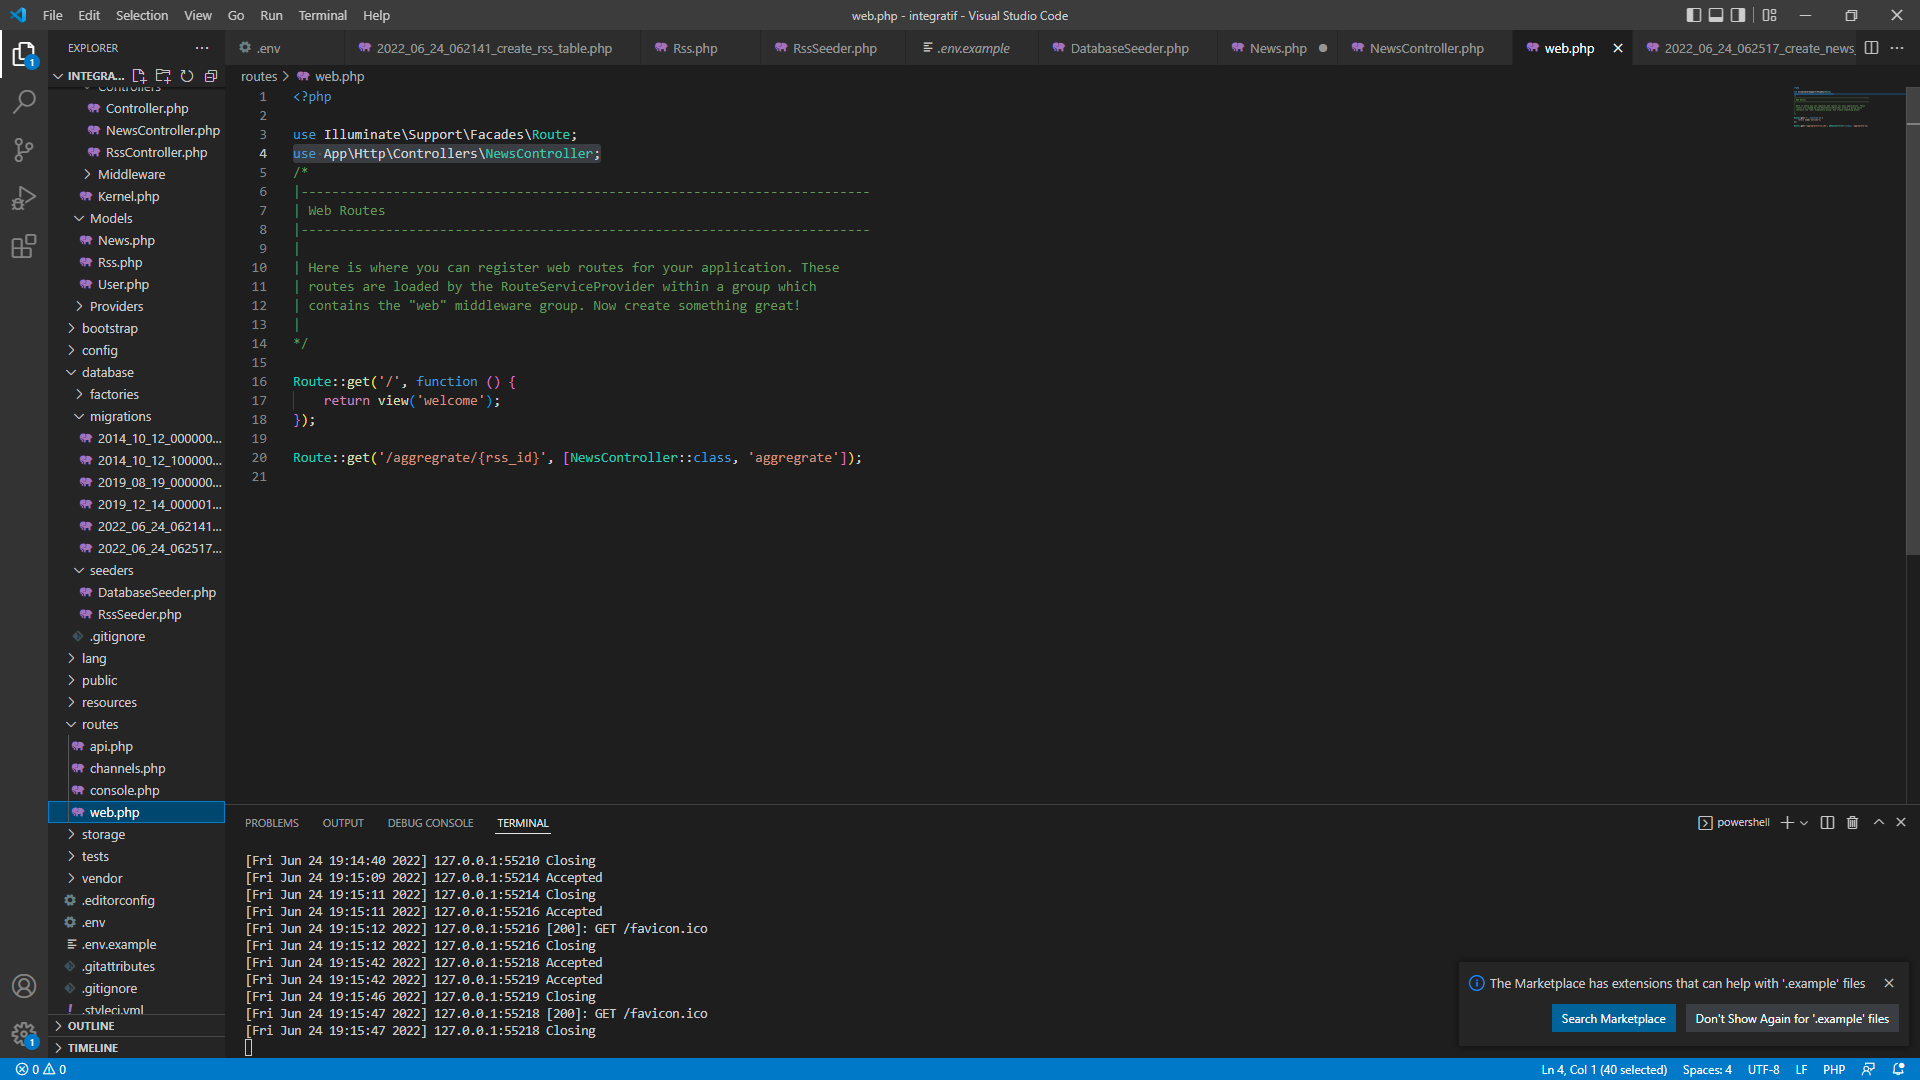 File Edit Selection View Go Run Terminal Help
web.php - integratif - Visual Studio Code
EXPLORER
INTEGRA...
Controllers
Controller.php
NewsController.php
RssController.php
Middleware
Kernel.php
Models
News.php
Rss.php
User.php
Providers
bootstrap
config
database
factories
migrations
2014_10_12_000000...
2014_10_12_100000...
2019_08_19_000000...
2019_12_14_000001...
2022_06_24_062141...
2022_06_24_062517...
seeders
DatabaseSeeder.php
RssSeeder.php
.gitignore
lang
public
resources
routes
api.php
channels.php
console.php
web.php
storage
tests
vendor
.editorconfig
.env
.env.example
.gitattributes
.gitignore
.styleci.yml
OUTLINE
TIMELINE
.env 2022_06_24_062141_create_rss_table.php Rss.php RssSeeder.php .env.example DatabaseSeeder.php News.php NewsController.php web.php 2022_06_24_062517_create_news_
routes > web.php
1 <?php
2
3 use Illuminate\Support\Facades\Route;
4 use App\Http\Controllers\NewsController;
5 /*
6 |--------------------------------------------------------------------------
7 | Web Routes
8 |--------------------------------------------------------------------------
9 |
10 | Here is where you can register web routes for your application. These
11 | routes are loaded by the RouteServiceProvider within a group which
12 | contains the "web" middleware group. Now create something great!
13 |
14 */
15
16 Route::get('/', function () {
17 return view('welcome');
18 });
19
20 Route::get('/aggregrate/{rss_id}', [NewsController::class, 'aggregrate']);
21
PROBLEMS OUTPUT DEBUG CONSOLE TERMINAL
powershell
[Fri Jun 24 19:14:40 2022] 127.0.0.1:55210 Closing
[Fri Jun 24 19:15:09 2022] 127.0.0.1:55214 Accepted
[Fri Jun 24 19:15:11 2022] 127.0.0.1:55214 Closing
[Fri Jun 24 19:15:11 2022] 127.0.0.1:55216 Accepted
[Fri Jun 24 19:15:12 2022] 127.0.0.1:55216 [200]: GET /favicon.ico
[Fri Jun 24 19:15:12 2022] 127.0.0.1:55216 Closing
[Fri Jun 24 19:15:42 2022] 127.0.0.1:55218 Accepted
[Fri Jun 24 19:15:42 2022] 127.0.0.1:55219 Accepted
[Fri Jun 24 19:15:46 2022] 127.0.0.1:55219 Closing
[Fri Jun 24 19:15:47 2022] 127.0.0.1:55218 [200]: GET /favicon.ico
[Fri Jun 24 19:15:47 2022] 127.0.0.1:55218 Closing
The Marketplace has extensions that can help with '.example' files
Search Marketplace
Don't Show Again for '.example' files
1
1
0 0
Ln 4, Col 1 (40 selected) Spaces: 4 UTF-8 LF PHP